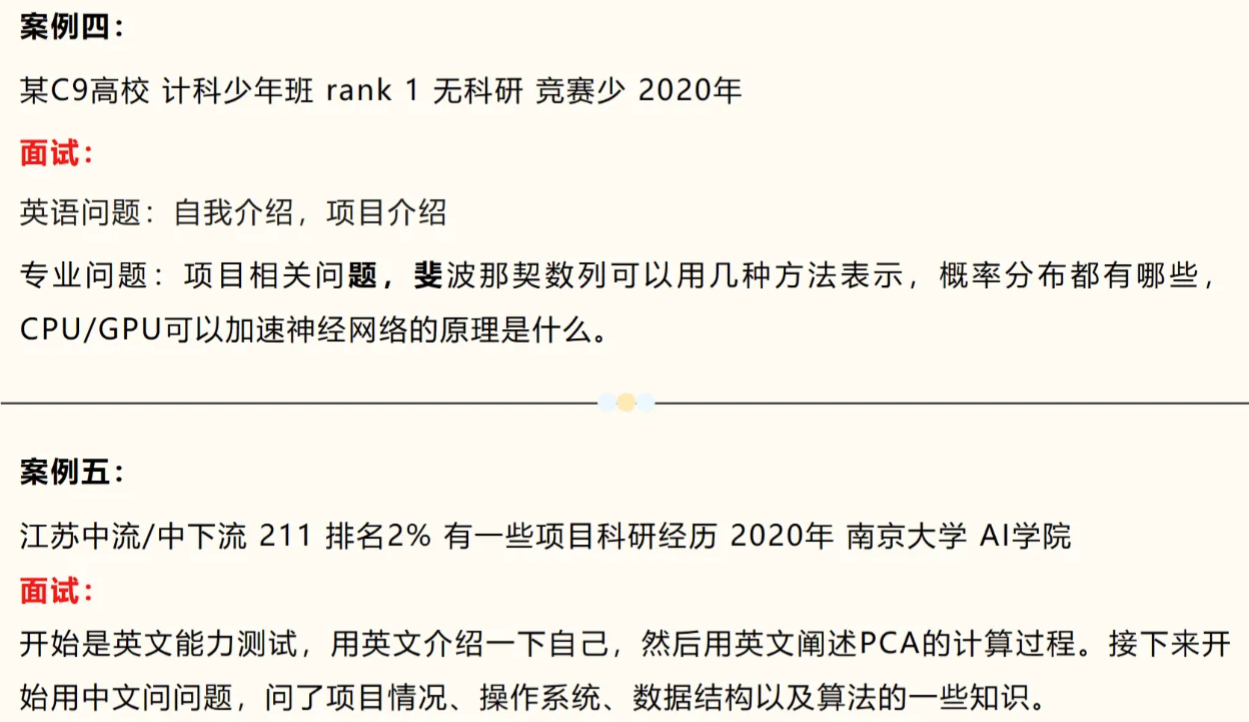 案例四：
某C9高校 计科少年班 rank 1 无科研 竞赛少 2020年
面试：
英语问题：自我介绍，项目介绍
专业问题：项目相关问题，斐波那契数列可以用几种方法表示，概率分布都有哪些，
CPU/GPU可以加速神经网络的原理是什么。
案例五：
江苏中流/中下流 211 排名2% 有一些项目科研经历 2020年 南京大学 AI学院
面试：
开始是英文能力测试，用英文介绍一下自己，然后用英文阐述PCA的计算过程。接下来开
始用中文问问题，问了项目情况、操作系统、数据结构以及算法的一些知识。